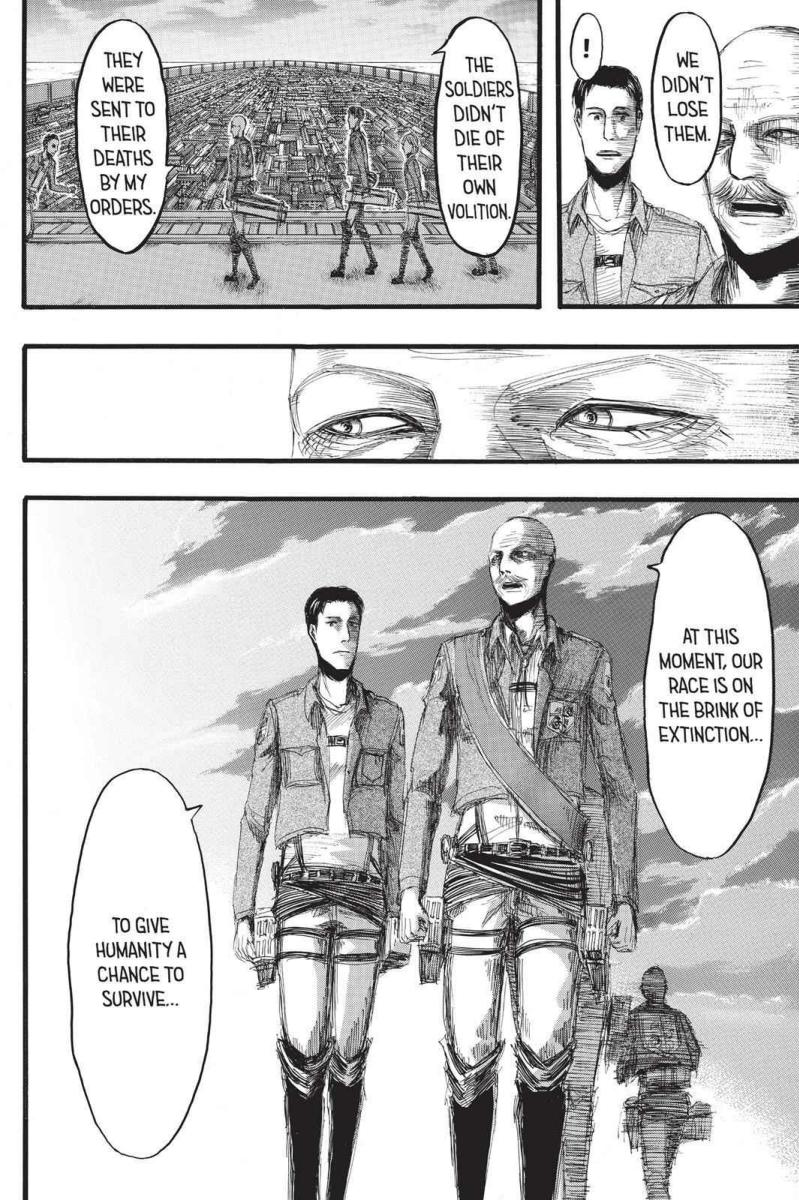 WE
DIDN'T
LOSE
THEM.
!
THE
SOLDIERS
DIDN'T
DIE OF
THEIR
OWN
VOLITION.
THEY
WERE
SENT TO
THEIR
DEATHS
BY MY
ORDERS.
AT THIS
MOMENT, OUR
RACE IS ON
THE BRINK OF
EXTINCTION...
TO GIVE
HUMANITY A
CHANCE TO
SURVIVE...